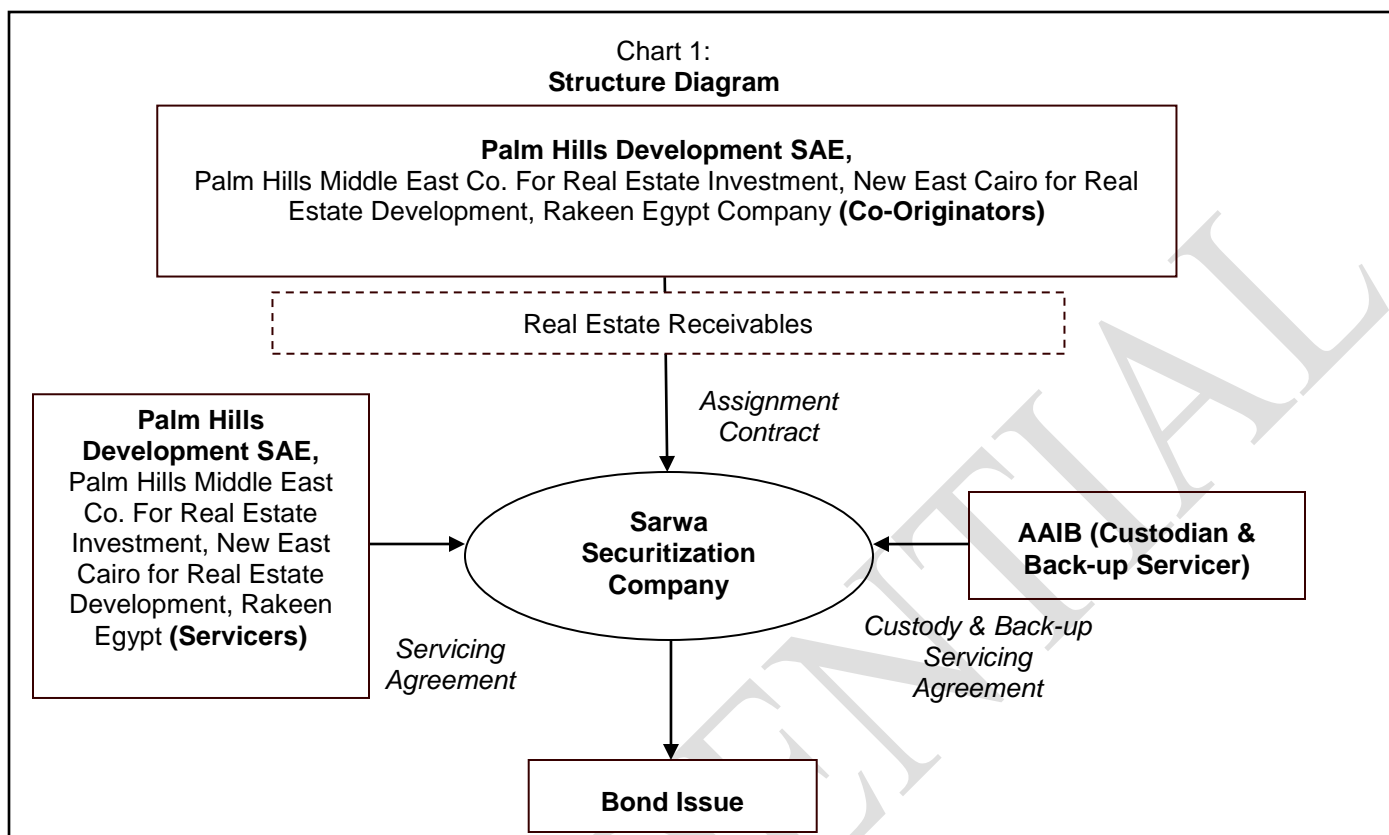 Chart 1:
Structure Diagram
Palm Hills Development SAE,
Palm Hills Middle East Co. For Real Estate Investment, New East Cairo for Real
Estate Development, Rakeen Egypt Company (Co-Originators)
Real Estate Receivables
Assignment
Contract
Palm Hills
Development SAE,
Palm Hills Middle East
Co. For Real Estate
Investment, New East
Cairo for Real Estate
Development, Rakeen
Egypt (Servicers)
Servicing
Agreement
Sarwa
Securitization
Company
AAIB (Custodian &
Back-up Servicer)
Custody & Back-up
Servicing
Agreement
Bond Issue
ENTIAL